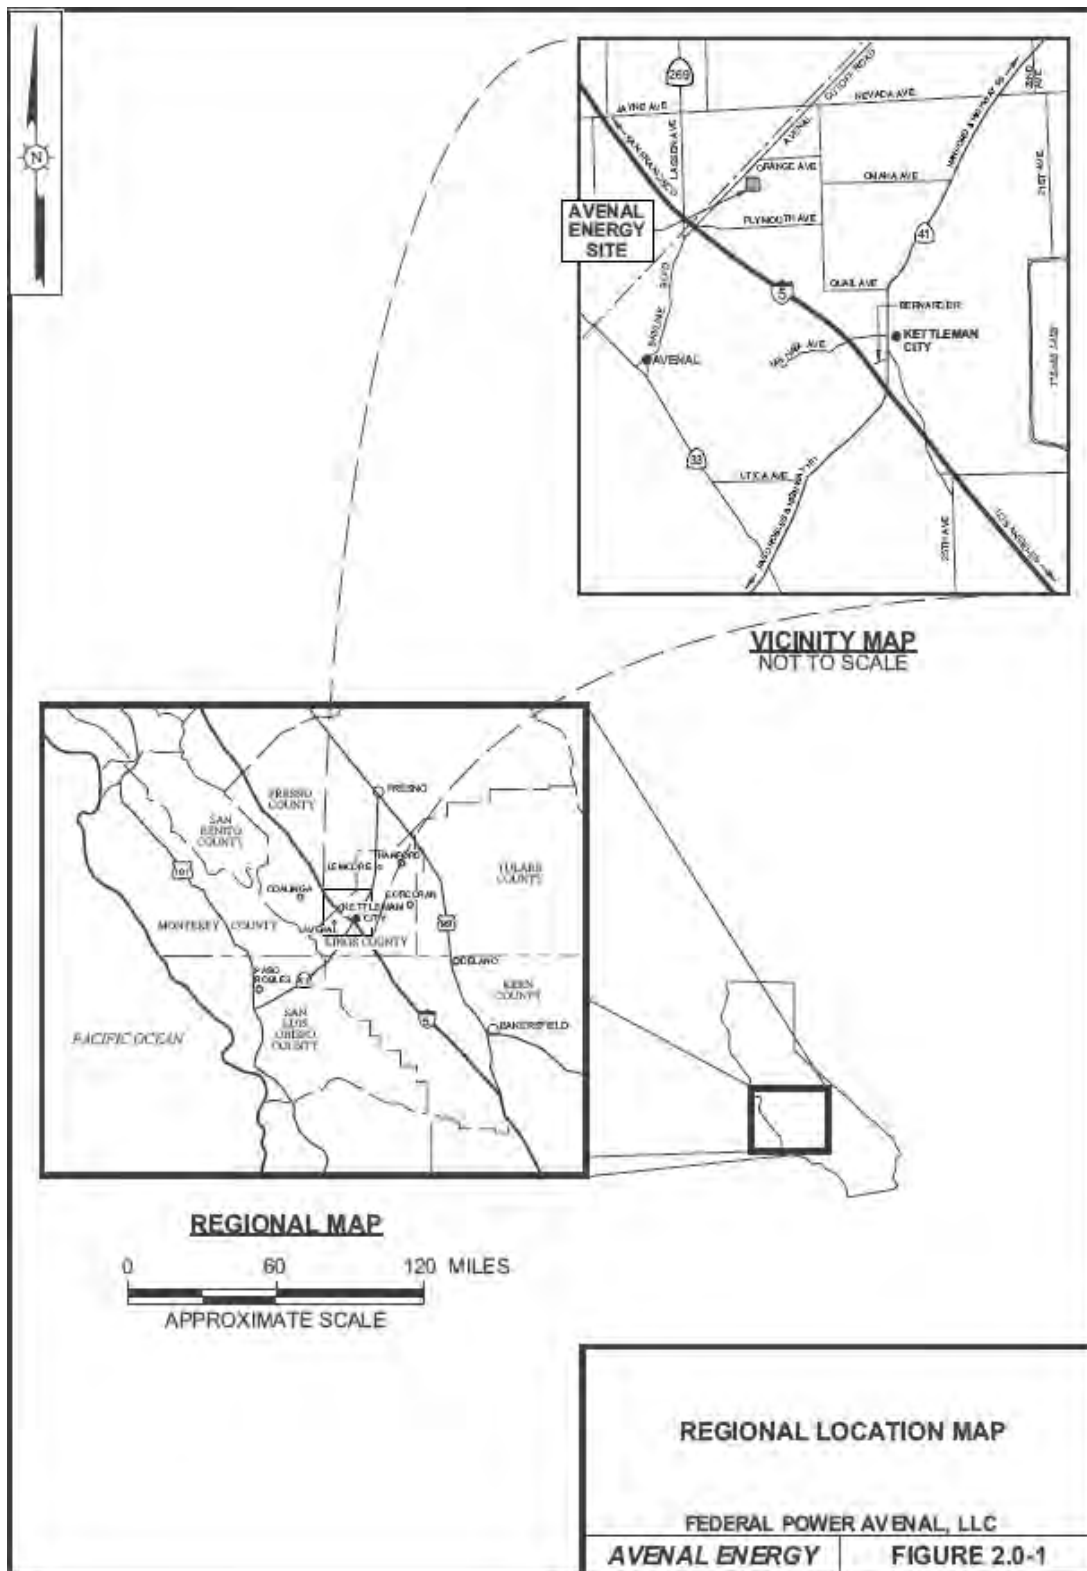 N
269
JAYNE AVE
SAN FRANCISCO
LASSEN AVE
AVENAL
CUTOFF ROAD
NEVADA AVE
ORANGE AVE
OMAHA AVE
21ST AVE
AVENAL
ENERGY
SITE
PLYMOUTH AVE
41
QUAIL AVE
5
BERNARD DR
KETTLEMAN
CITY
AVENAL
33
UTICA AVE
25TH AVE
LOS ANGELES
VICINITY MAP
NOT TO SCALE
FRESNO
COUNTY
FRESNO
SAN
BENITO
COUNTY
101
LEMOORE
HANFORD
TULARE
COUNTY
COALINGA
CORCORAN
KETTLEMAN
CITY
AVENAL
MONTEREY COUNTY
KINGS COUNTY
DELANO
PASO
ROBLES
KERN
COUNTY
SAN
LUIS
OBISPO
COUNTY
5
BAKERSFIELD
PACIFIC OCEAN
REGIONAL MAP
0 60 120 MILES
APPROXIMATE SCALE
REGIONAL LOCATION MAP
FEDERAL POWER AVENAL, LLC
AVENAL ENERGY
FIGURE 2.0-1